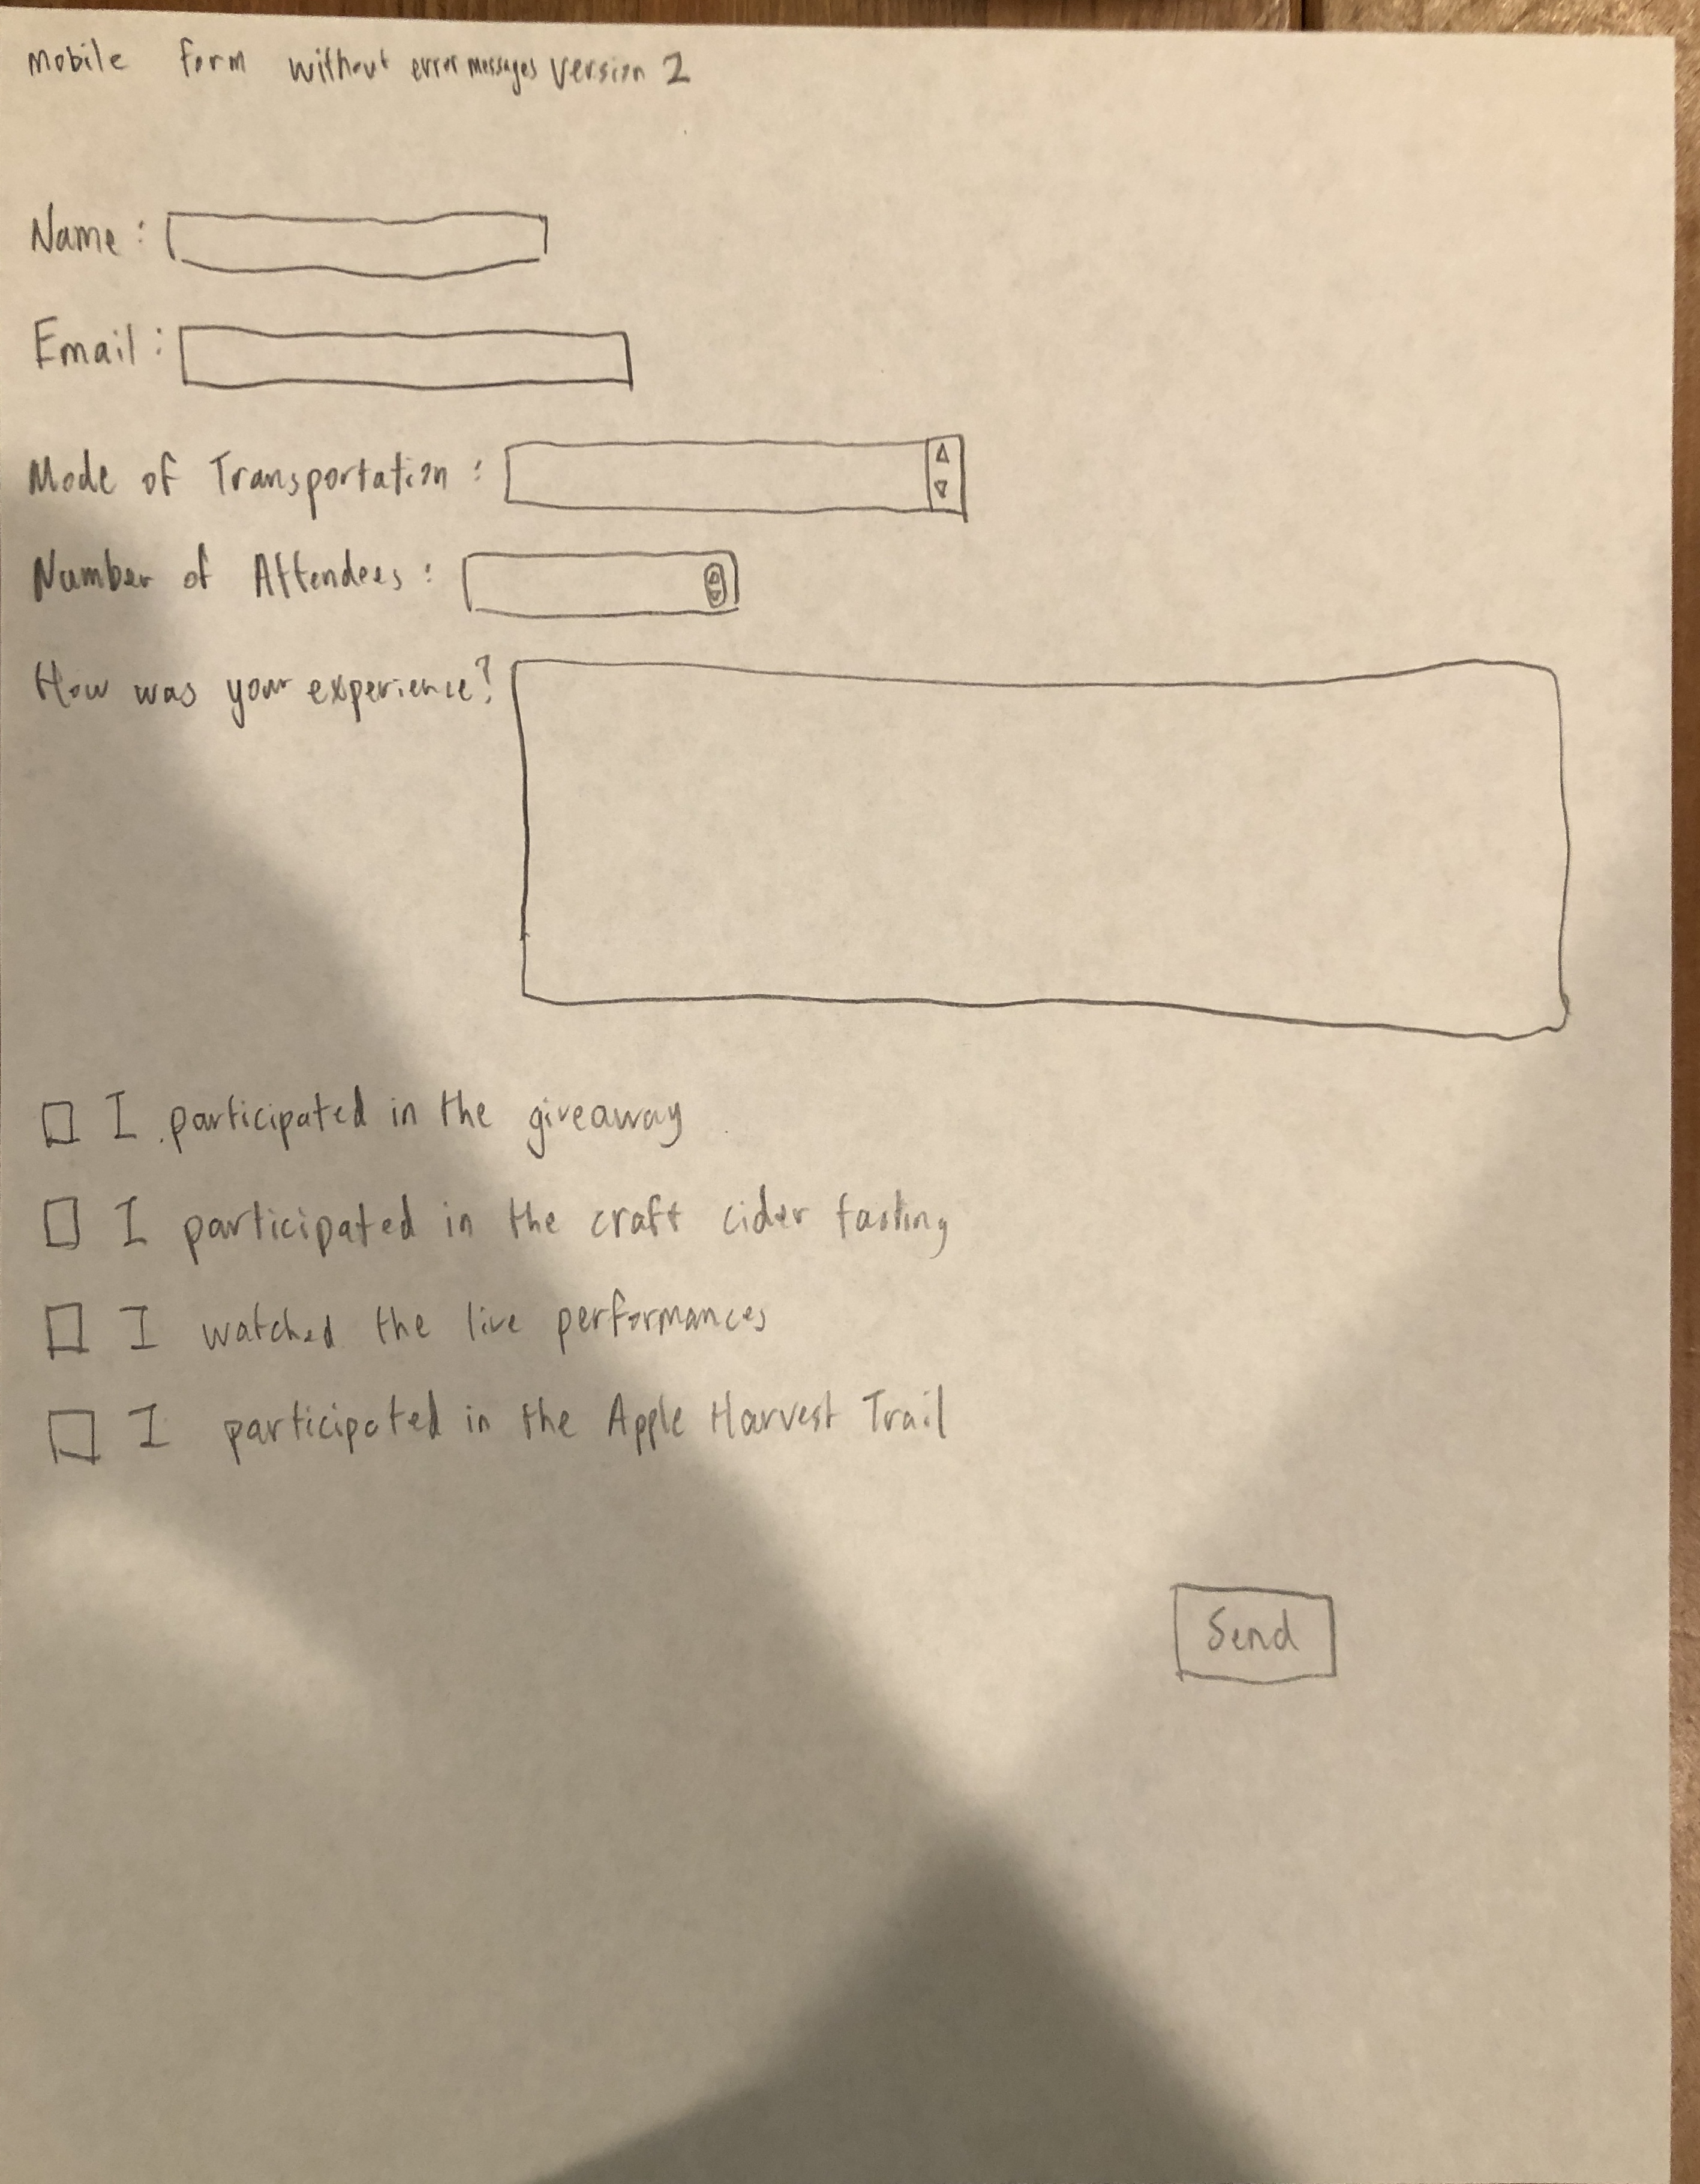 Mobile form without error messages version 2
Name :
Email :
Mode of Transportation :
Number of Attendees :
How was your experience?
I participated in the giveaway
I participated in the craft cider tasting
I watched the live performances
I participated in the Apple Harvest Trail
Send